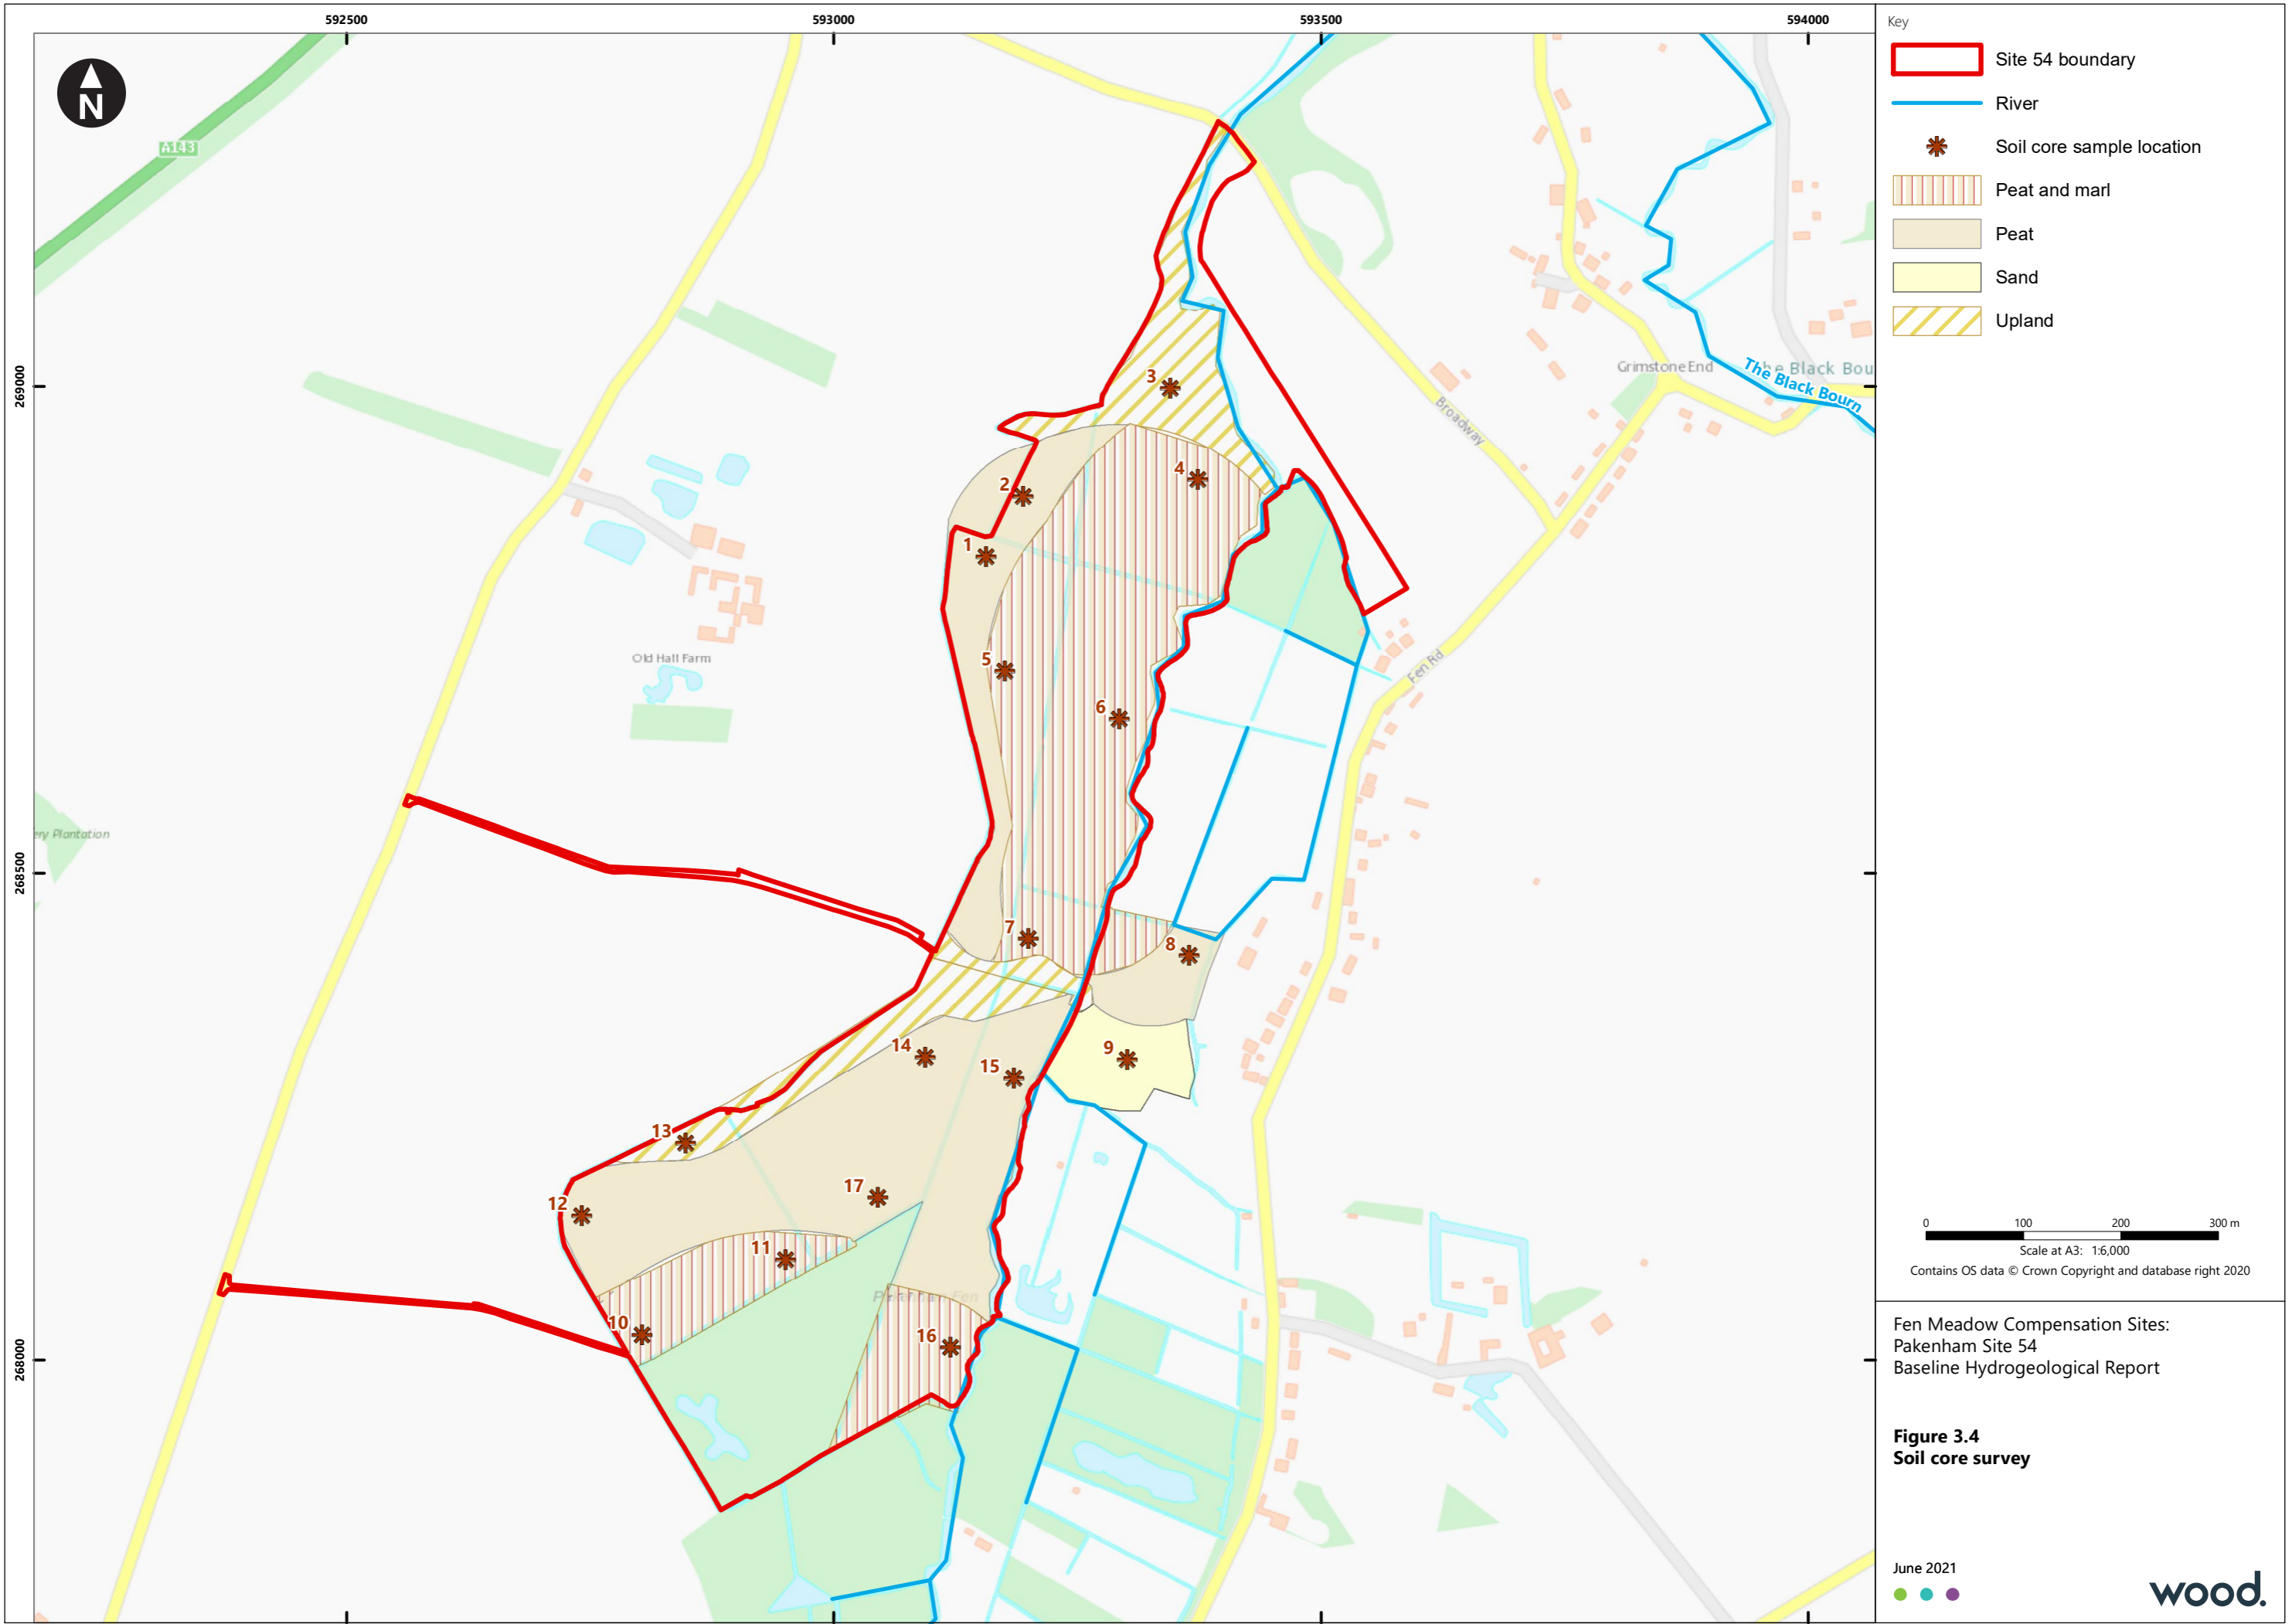 592500
593000
593500
594000
269000
268500
268000
N
A143
Grimstone End
The Black Bourn
Broadway
Fen Rd
Old Hall Farm
ery Plantation
1
2
3
4
5
6
7
8
9
10
11
12
13
14
15
16
17
Key
Site 54 boundary
River
Soil core sample location
Peat and marl
Peat
Sand
Upland
0 100 200 300 m
Scale at A3: 1:6,000
Contains OS data © Crown Copyright and database right 2020
Fen Meadow Compensation Sites:
Pakenham Site 54
Baseline Hydrogeological Report
Figure 3.4
Soil core survey
June 2021
wood.